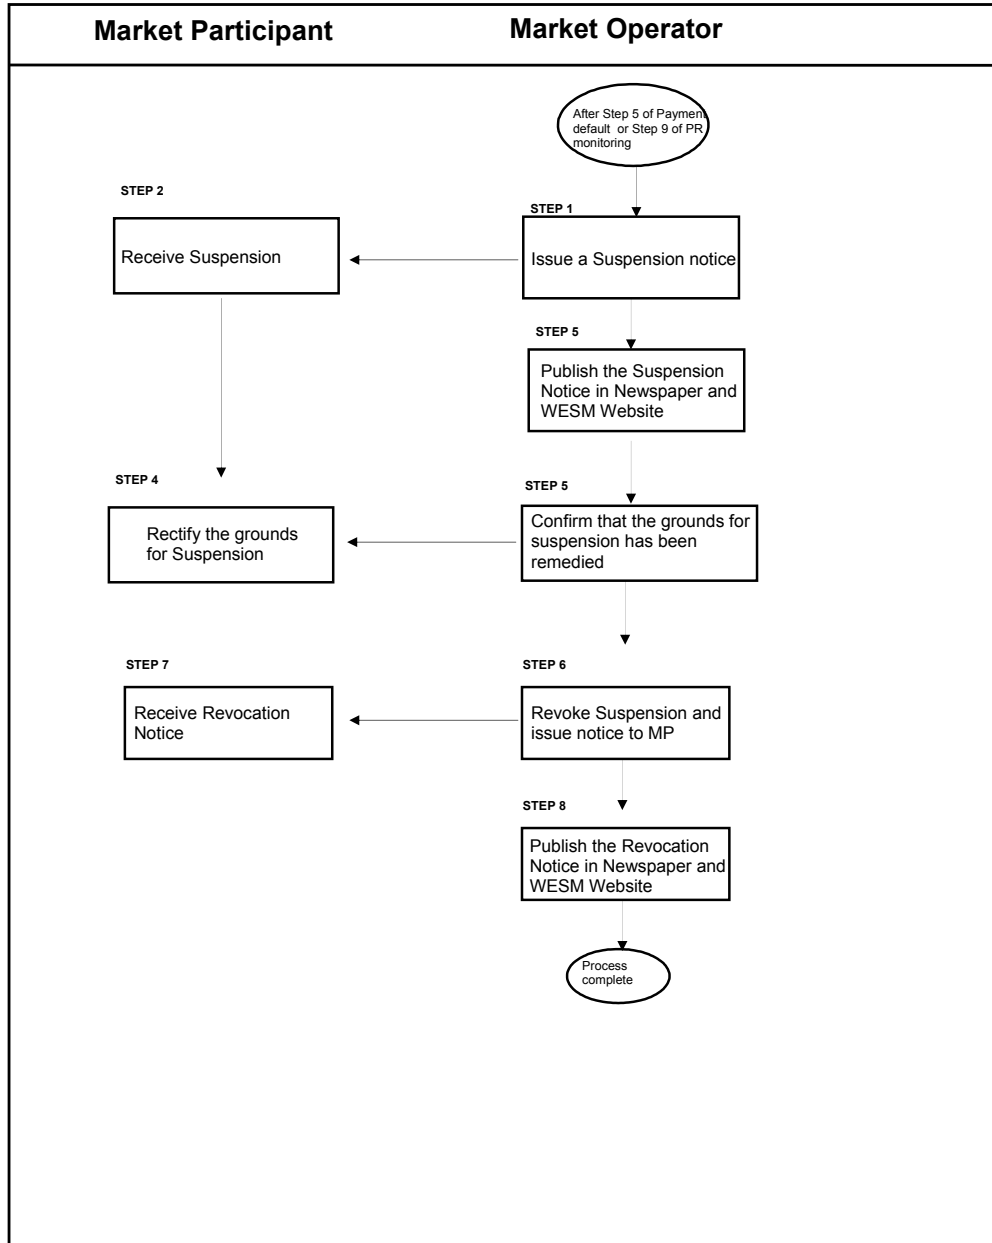 Market Participant
Market Operator
After Step 5 of Payment
default or Step 9 of PR
monitoring
STEP 2
STEP 1
Receive Suspension
Issue a Suspension notice
STEP 5
Publish the Suspension
Notice in Newspaper and
WESM Website
STEP 4
STEP 5
Rectify the grounds
for Suspension
Confirm that the grounds for
suspension has been
remedied
STEP 7
STEP 6
Receive Revocation
Notice
Revoke Suspension and
issue notice to MP
STEP 8
Publish the Revocation
Notice in Newspaper and
WESM Website
Process
complete